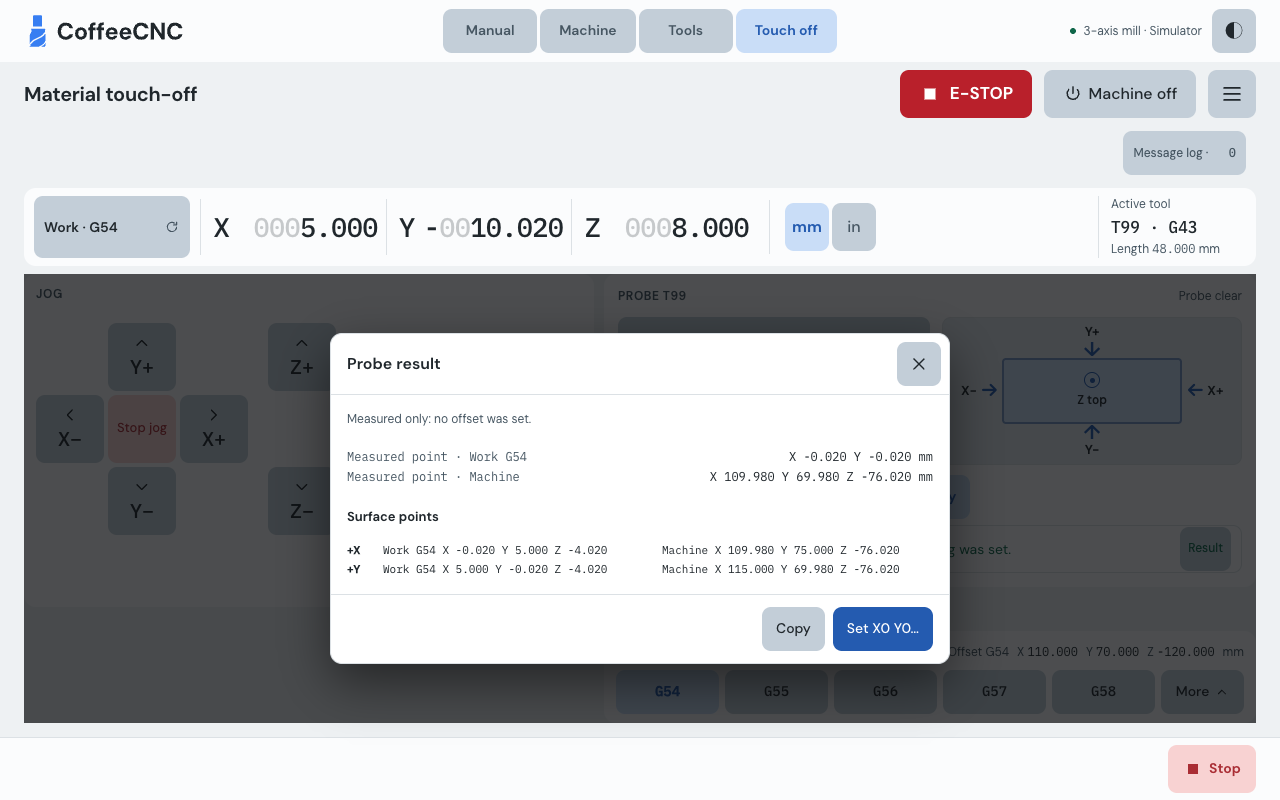 CoffeeCNC
Manual Machine Tools Touch off
3-axis mill · Simulator
Material touch-off
E-STOP
Machine off
Message log · 0
Work · G54
X 0005.000 Y -0010.020 Z 0008.000
mm in
Active tool
T99 · G43
Length 48.000 mm
JOG
PROBE T99
Probe clear
Y+
Z+
X−
Stop jog
X+
Y−
Z−
Y+
X−
Z top
X+
Y−
Probe result
Measured only: no offset was set.
Measured point · Work G54 X -0.020 Y -0.020 mm
Measured point · Machine X 109.980 Y 69.980 Z -76.020 mm
Surface points
+X Work G54 X -0.020 Y 5.000 Z -4.020 Machine X 109.980 Y 75.000 Z -76.020
+Y Work G54 X 5.000 Y -0.020 Z -4.020 Machine X 115.000 Y 69.980 Z -76.020
Copy
Set X0 Y0…
was set.
Result
Offset G54 X 110.000 Y 70.000 Z -120.000 mm
G54 G55 G56 G57 G58 More
Stop